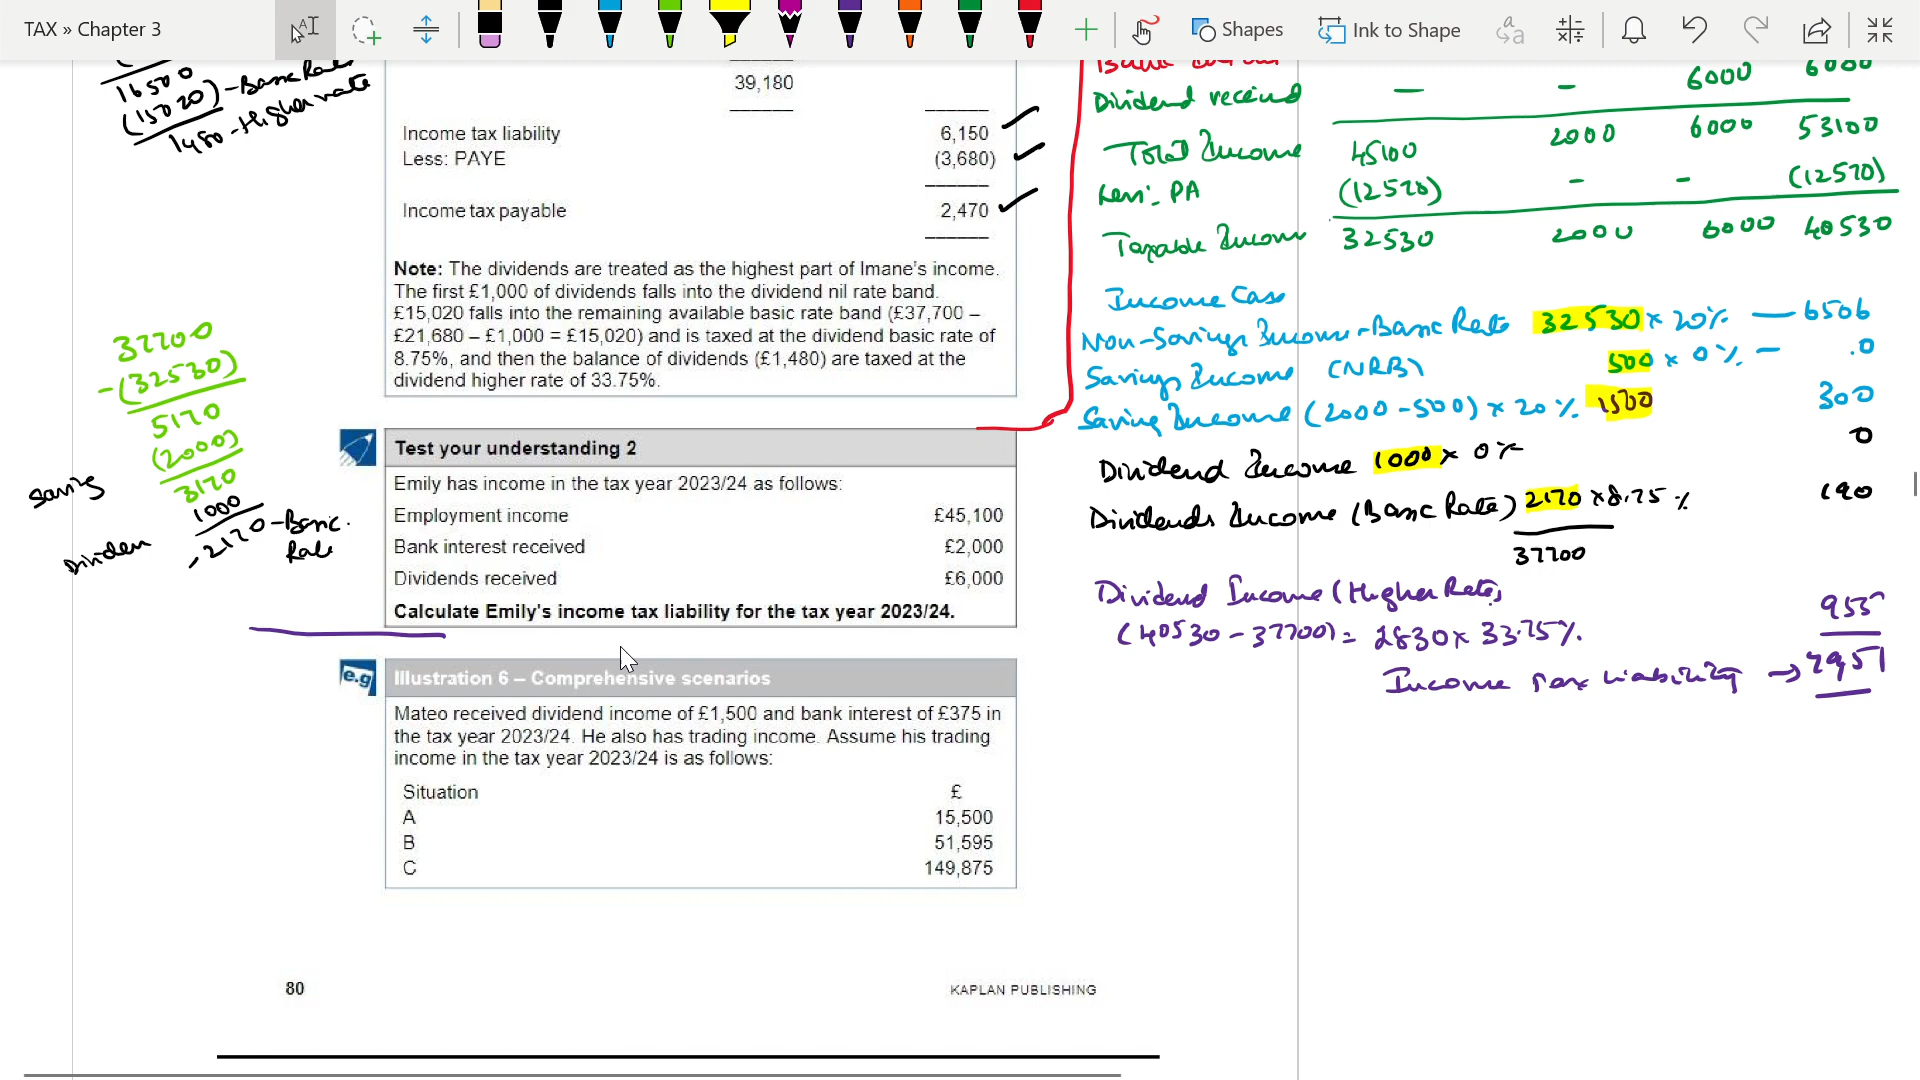 TAX » Chapter 3
Shapes
Ink to Shape
16500
(15020) - Basic Rate
1480 - Higher rate
39,180
Income tax liability 6,150
Less: PAYE (3,680)
Income tax payable 2,470
Note: The dividends are treated as the highest part of Imane's income.
The first £1,000 of dividends falls into the dividend nil rate band.
£15,020 falls into the remaining available basic rate band (£37,700 –
£21,680 – £1,000 = £15,020) and is taxed at the dividend basic rate of
8.75%, and then the balance of dividends (£1,480) are taxed at the
dividend higher rate of 33.75%.
37700
- (32530)
5170
(2000)
Saving 3170
1000
Dividen - 2170 - Basic
Rate
Test your understanding 2
Emily has income in the tax year 2023/24 as follows:
Employment income £45,100
Bank interest received £2,000
Dividends received £6,000
Calculate Emily's income tax liability for the tax year 2023/24.
e.g
Illustration 6 – Comprehensive scenarios
Mateo received dividend income of £1,500 and bank interest of £375 in
the tax year 2023/24. He also has trading income. Assume his trading
income in the tax year 2023/24 is as follows:
Situation £
A 15,500
B 51,595
C 149,875
80
KAPLAN PUBLISHING
Dividend received — - 6000 6000
Total Income 45100 2000 6000 53100
Less: PA (12570) - - (12570)
Taxable Income 32530 2000 6000 40530
Income
Non-Savings Income - Basic Rate 32530 x 20% — 6506
Savings Income (NRB) 500 x 0% - 0
Saving Income (2000 - 500) x 20% 1500 300
Dividend Income 1000 x 0% 0
Dividends Income (Basic Rate) 2170 x 8.75% 190
37700
Dividend Income (Higher Rate)
(40530 - 37700) = 2830 x 33.75% 955
Income Tax Liability → 7951